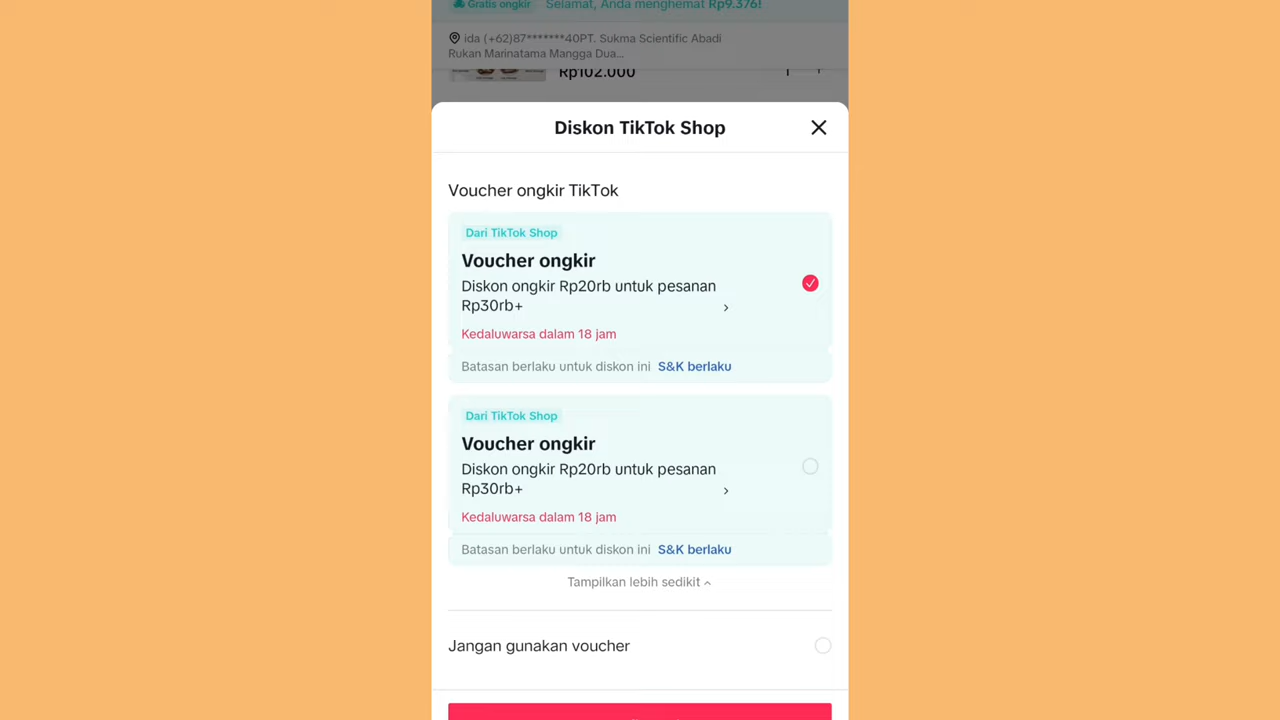 Gratis ongkir Selamat, Anda menghemat Rp9.376!
ida (+62)87*******40PT. Sukma Scientific Abadi
Rukan Marinatama Mangga Dua...
Rp102.000
1
Diskon TikTok Shop
Voucher ongkir TikTok
Dari TikTok Shop
Voucher ongkir
Diskon ongkir Rp20rb untuk pesanan
Rp30rb+
Kedaluwarsa dalam 18 jam
Batasan berlaku untuk diskon ini S&K berlaku
Dari TikTok Shop
Voucher ongkir
Diskon ongkir Rp20rb untuk pesanan
Rp30rb+
Kedaluwarsa dalam 18 jam
Batasan berlaku untuk diskon ini S&K berlaku
Tampilkan lebih sedikit
Jangan gunakan voucher